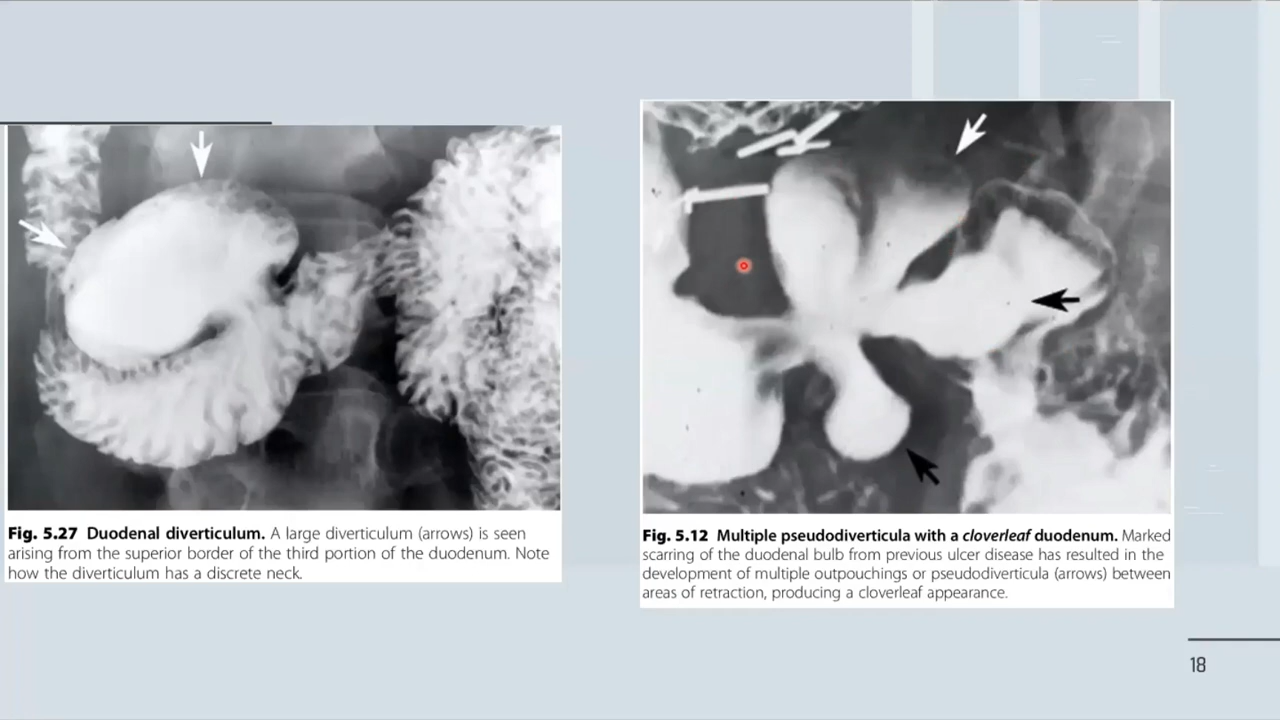 Fig. 5.27 Duodenal diverticulum. A large diverticulum (arrows) is seen
arising from the superior border of the third portion of the duodenum. Note
how the diverticulum has a discrete neck.
Fig. 5.12 Multiple pseudodiverticula with a cloverleaf duodenum. Marked
scarring of the duodenal bulb from previous ulcer disease has resulted in the
development of multiple outpouchings or pseudodiverticula (arrows) between
areas of retraction, producing a cloverleaf appearance.
18